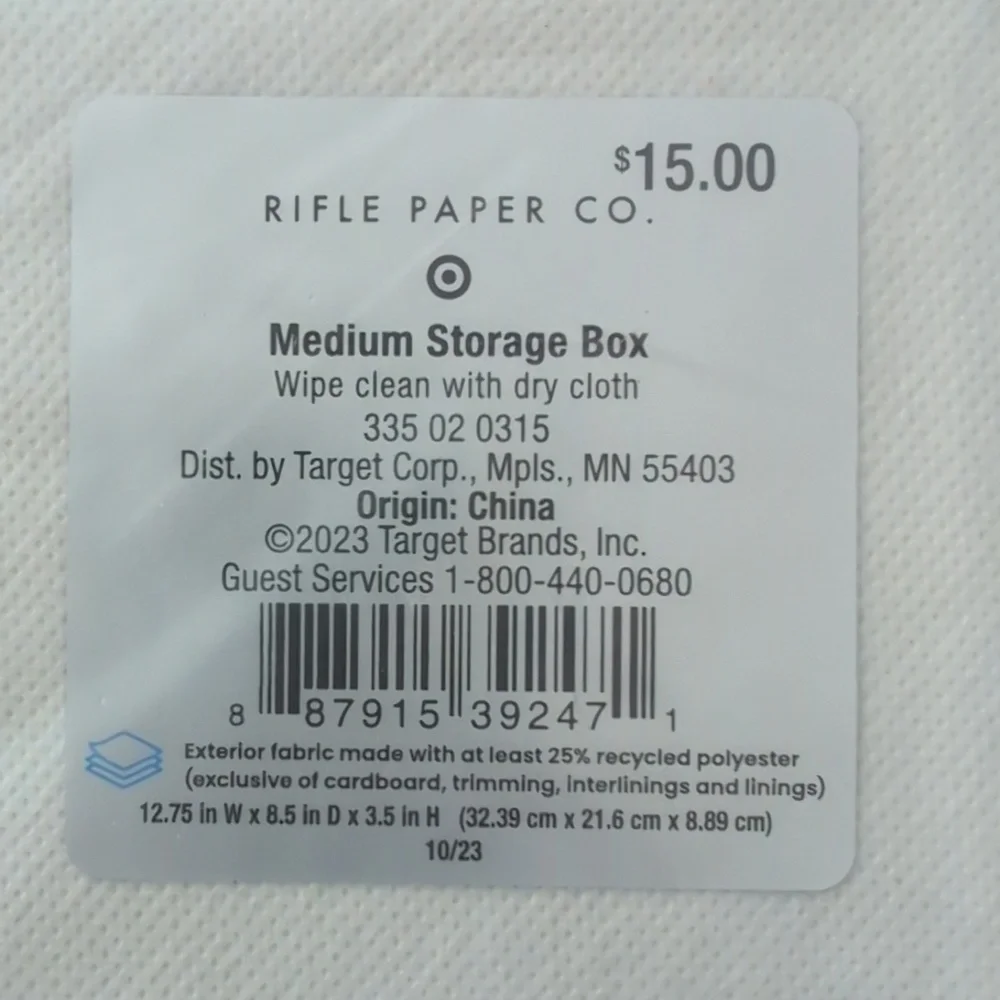 $15.00
RIFLE PAPER CO.
Medium Storage Box
Wipe clean with dry cloth
335 02 0315
Dist. by Target Corp., Mpls., MN 55403
Origin: China
©2023 Target Brands, Inc.
Guest Services 1-800-440-0680
8 87915 39247 1
Exterior fabric made with at least 25% recycled polyester
(exclusive of cardboard, trimming, interlinings and linings)
12.75 in W x 8.5 in D x 3.5 in H (32.39 cm x 21.6 cm x 8.89 cm)
10/23